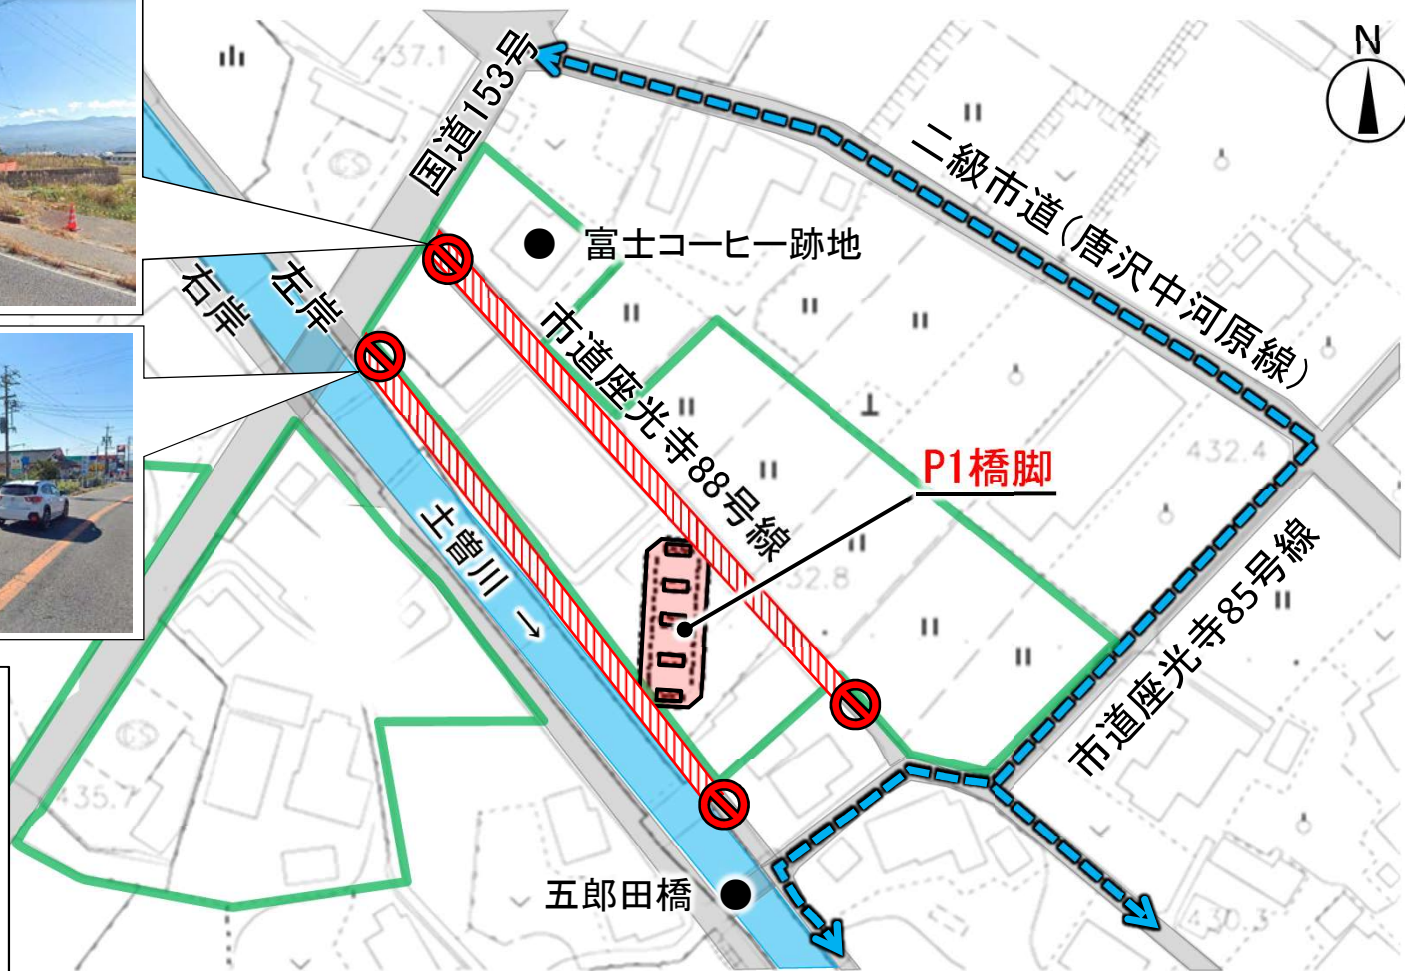 N
437.1
国道153号
二級市道(唐沢中河原線)
富士コーヒー跡地
右岸
左岸
市道座光寺88号線
P1橋脚
432.4
土曽川 →
32.8
市道座光寺85号線
35.7
五郎田橋
430.3